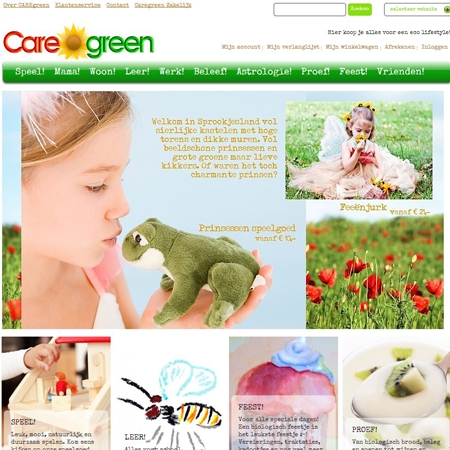 Over CAREgreen Klantenservice Contact Caregreen Zakelijk
Zoek! selecteer website
Hier koop je alles voor een eco lifestyle!
Care green
Mijn account Mijn verlanglijst Mijn winkelwagen Afrekenen Inloggen
Speel! Mama! Woon! Leer! Werk! Beleef! Astrologie! Proef! Feest! Vrienden!
Welkom in Sprookjesland vol
sierlijke kastelen met hoge
torens en dikke muren. Vol
beeldschone prinsessen en
grote groene maar lieve
kikkers. Of waren het toch
charmante prinsen?
Feeënjurk
vanaf € 21,-
Prinsessen speelgoed
vanaf € 10,-
SPEEL!
Leuk, mooi, natuurlijk en
duurzaam spelen. Kom eens
kijken op onze speelgoed
LEER!
Alles voor school
FEEST!
Voor alle speciale dagen!
Een biologisch feestje is
het leukste feestje :-)
Versieringen, traktaties,
kadootjes en nog veel meer
PROEF!
Van biologisch brood, beleg
en soepen tot wijnen en